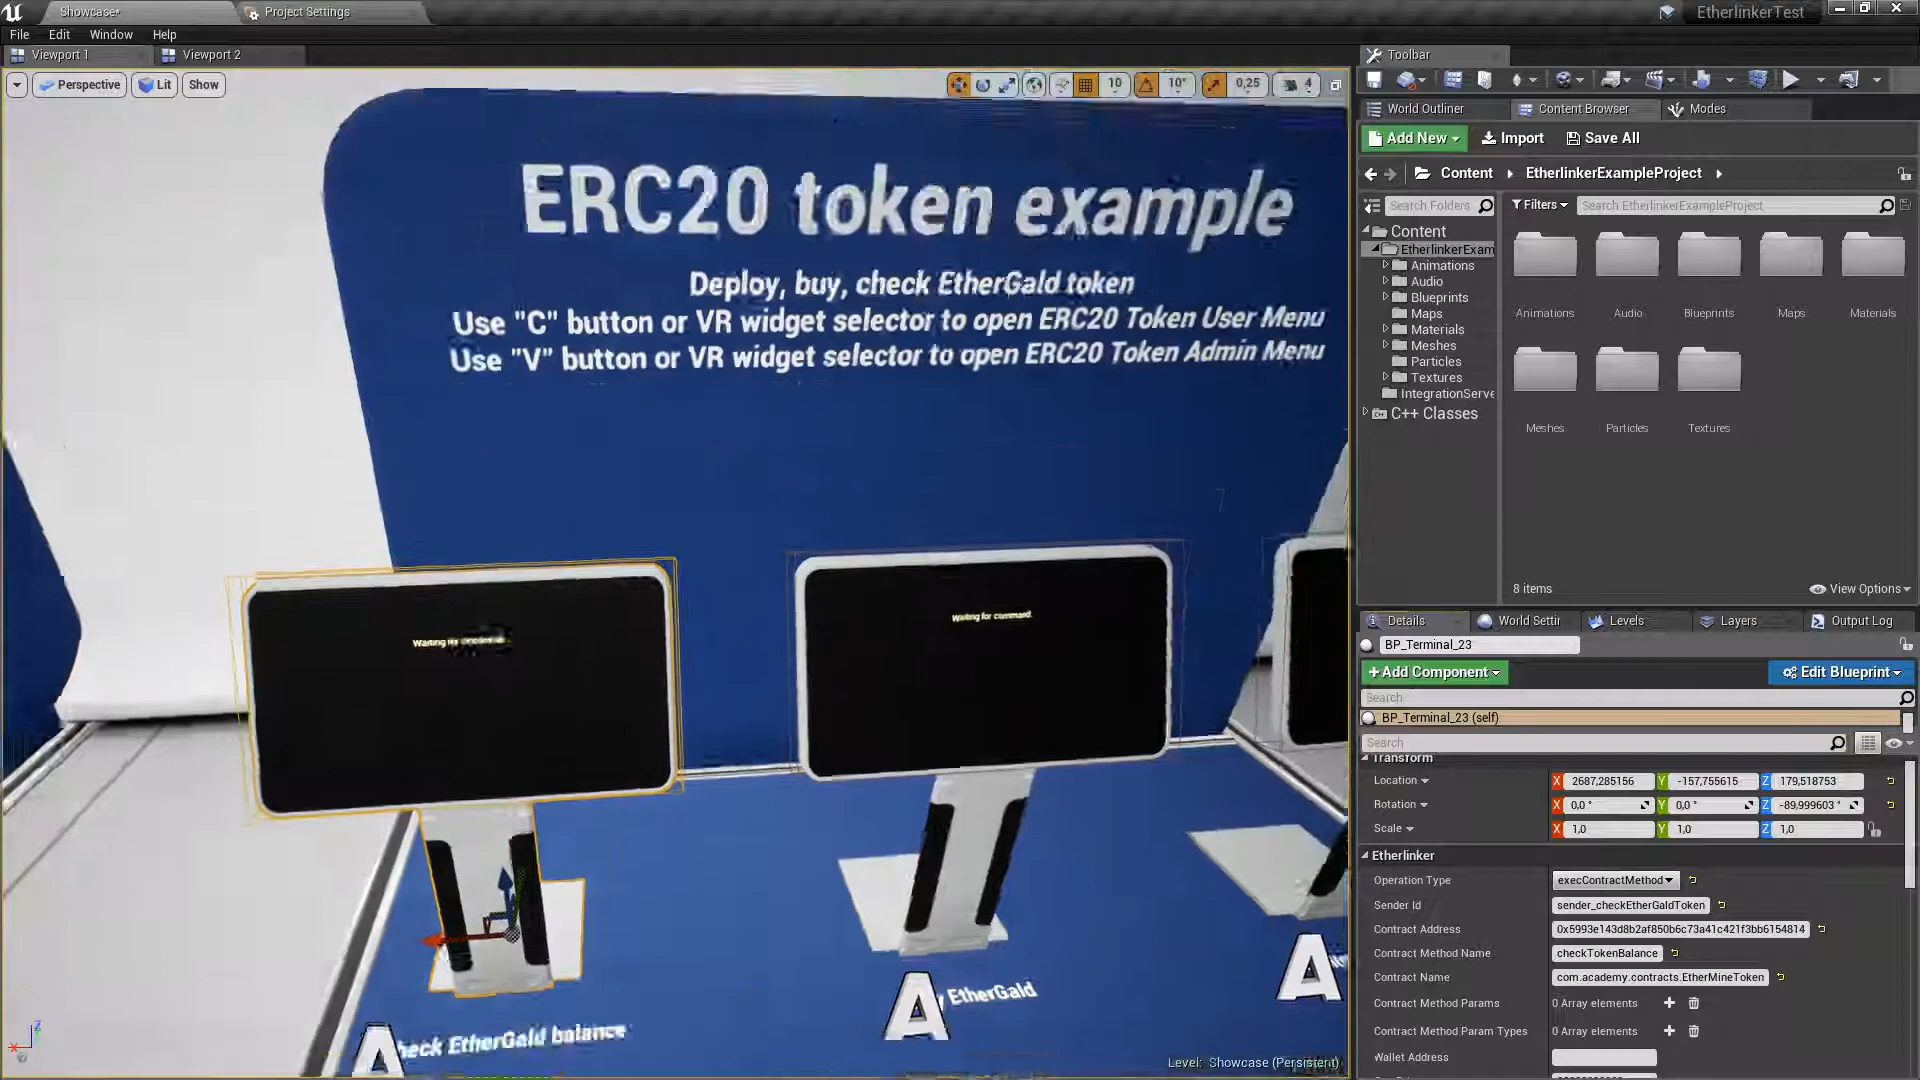 Showcase*
Project Settings
EtherlinkerTest
File Edit Window Help
Viewport 1
Viewport 2
Toolbar
Perspective
Lit
Show
10
10°
0,25
4
World Outliner
Content Browser
Modes
Add New
Import
Save All
Content
EtherlinkerExampleProject
Search Folders
Filters
Search EtherlinkerExampleProject
Content
EtherlinkerExam
Animations
Audio
Blueprints
Maps
Materials
Meshes
Particles
Textures
IntegrationServe
C++ Classes
Animations
Audio
Blueprints
Maps
Materials
Meshes
Particles
Textures
8 items
View Options
ERC20 token example
Deploy, buy, check EtherGald token
Use "C" button or VR widget selector to open ERC20 Token User Menu
Use "V" button or VR widget selector to open ERC20 Token Admin Menu
Waiting for
Waiting for command.
EtherGald
heck EtherGald balance
Level: Showcase (Persistent)
Details
World Settin
Levels
Layers
Output Log
BP_Terminal_23
Add Component
Edit Blueprint
Search
BP_Terminal_23 (self)
Search
Transform
Location X 2687,285156 Y -157,755615 Z 179,518753
Rotation X 0,0 ° Y 0,0 ° Z -89,999603 °
Scale X 1,0 Y 1,0 Z 1,0
Etherlinker
Operation Type execContractMethod
Sender Id sender_checkEtherGaldToken
Contract Address 0x5993e143d8b2af850b6c73a41c421f3bb6154814
Contract Method Name checkTokenBalance
Contract Name com.academy.contracts.EtherMineToken
Contract Method Params 0 Array elements
Contract Method Param Types 0 Array elements
Wallet Address